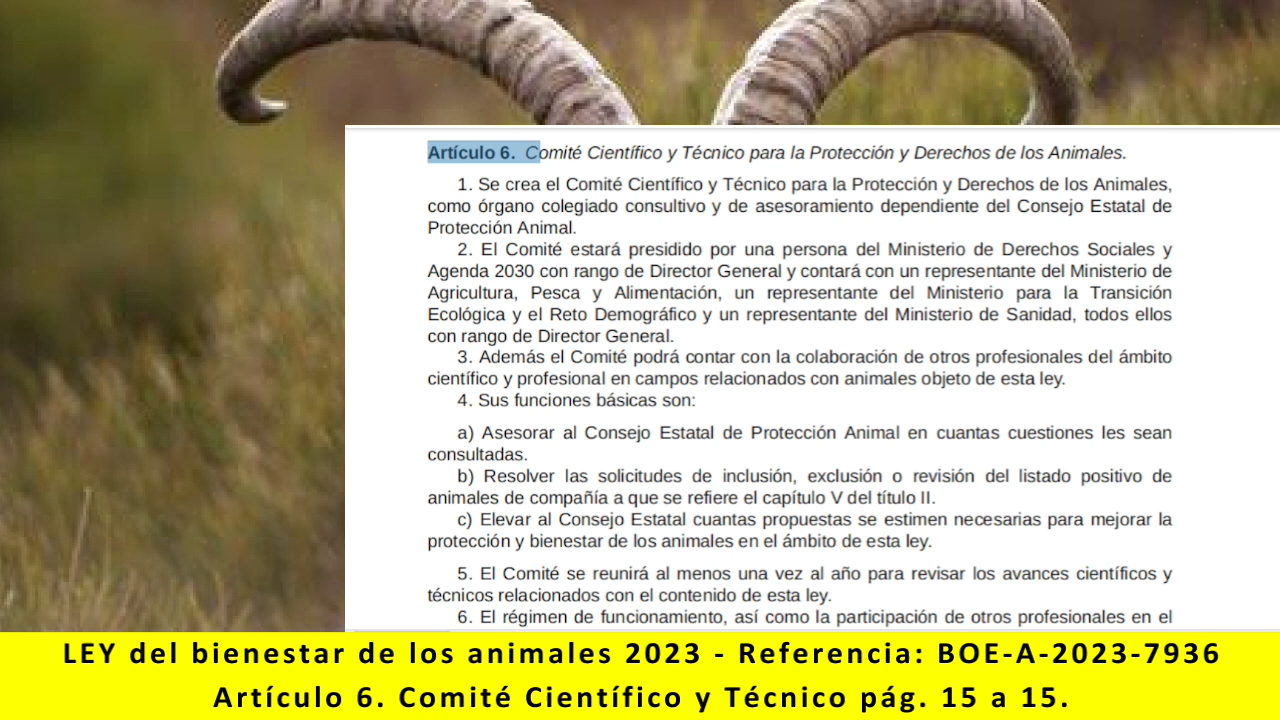 Artículo 6. Comité Científico y Técnico para la Protección y Derechos de los Animales.
1. Se crea el Comité Científico y Técnico para la Protección y Derechos de los Animales,
como órgano colegiado consultivo y de asesoramiento dependiente del Consejo Estatal de
Protección Animal.
2. El Comité estará presidido por una persona del Ministerio de Derechos Sociales y
Agenda 2030 con rango de Director General y contará con un representante del Ministerio de
Agricultura, Pesca y Alimentación, un representante del Ministerio para la Transición
Ecológica y el Reto Demográfico y un representante del Ministerio de Sanidad, todos ellos
con rango de Director General.
3. Además el Comité podrá contar con la colaboración de otros profesionales del ámbito
científico y profesional en campos relacionados con animales objeto de esta ley.
4. Sus funciones básicas son:
a) Asesorar al Consejo Estatal de Protección Animal en cuantas cuestiones les sean
consultadas.
b) Resolver las solicitudes de inclusión, exclusión o revisión del listado positivo de
animales de compañía a que se refiere el capítulo V del título II.
c) Elevar al Consejo Estatal cuantas propuestas se estimen necesarias para mejorar la
protección y bienestar de los animales en el ámbito de esta ley.
5. El Comité se reunirá al menos una vez al año para revisar los avances científicos y
técnicos relacionados con el contenido de esta ley.
6. El régimen de funcionamiento, así como la participación de otros profesionales en el
LEY del bienestar de los animales 2023 - Referencia: BOE-A-2023-7936
Artículo 6. Comité Científico y Técnico pág. 15 a 15.